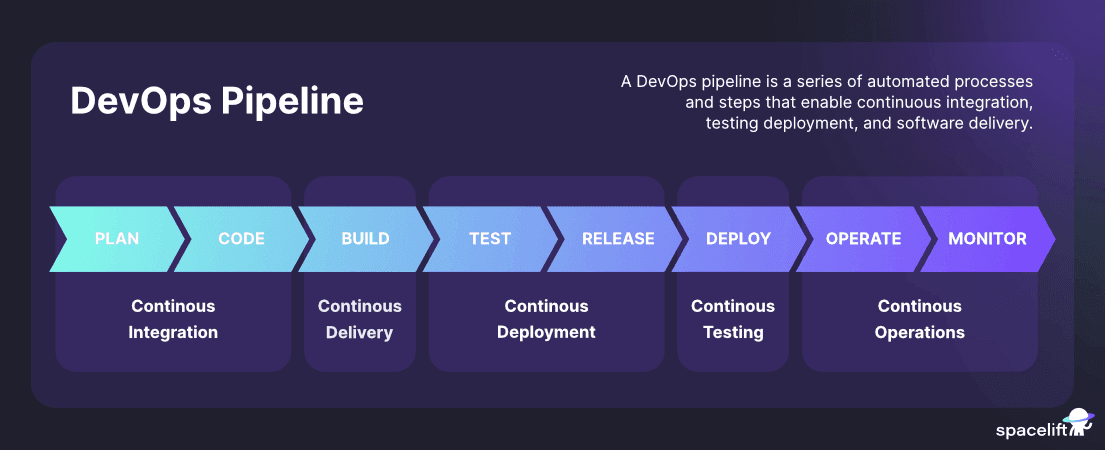 DevOps Pipeline
A DevOps pipeline is a series of automated processes
and steps that enable continuous integration,
testing deployment, and software delivery.
PLAN
CODE
BUILD
TEST
RELEASE
DEPLOY
OPERATE
MONITOR
Continous
Integration
Continous
Delivery
Continous
Deployment
Continous
Testing
Continous
Operations
spacelift